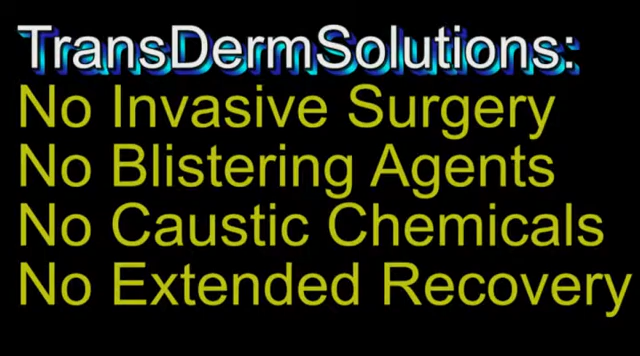 TransDermSolutions:
No Invasive Surgery
No Blistering Agents
No Caustic Chemicals
No Extended Recovery